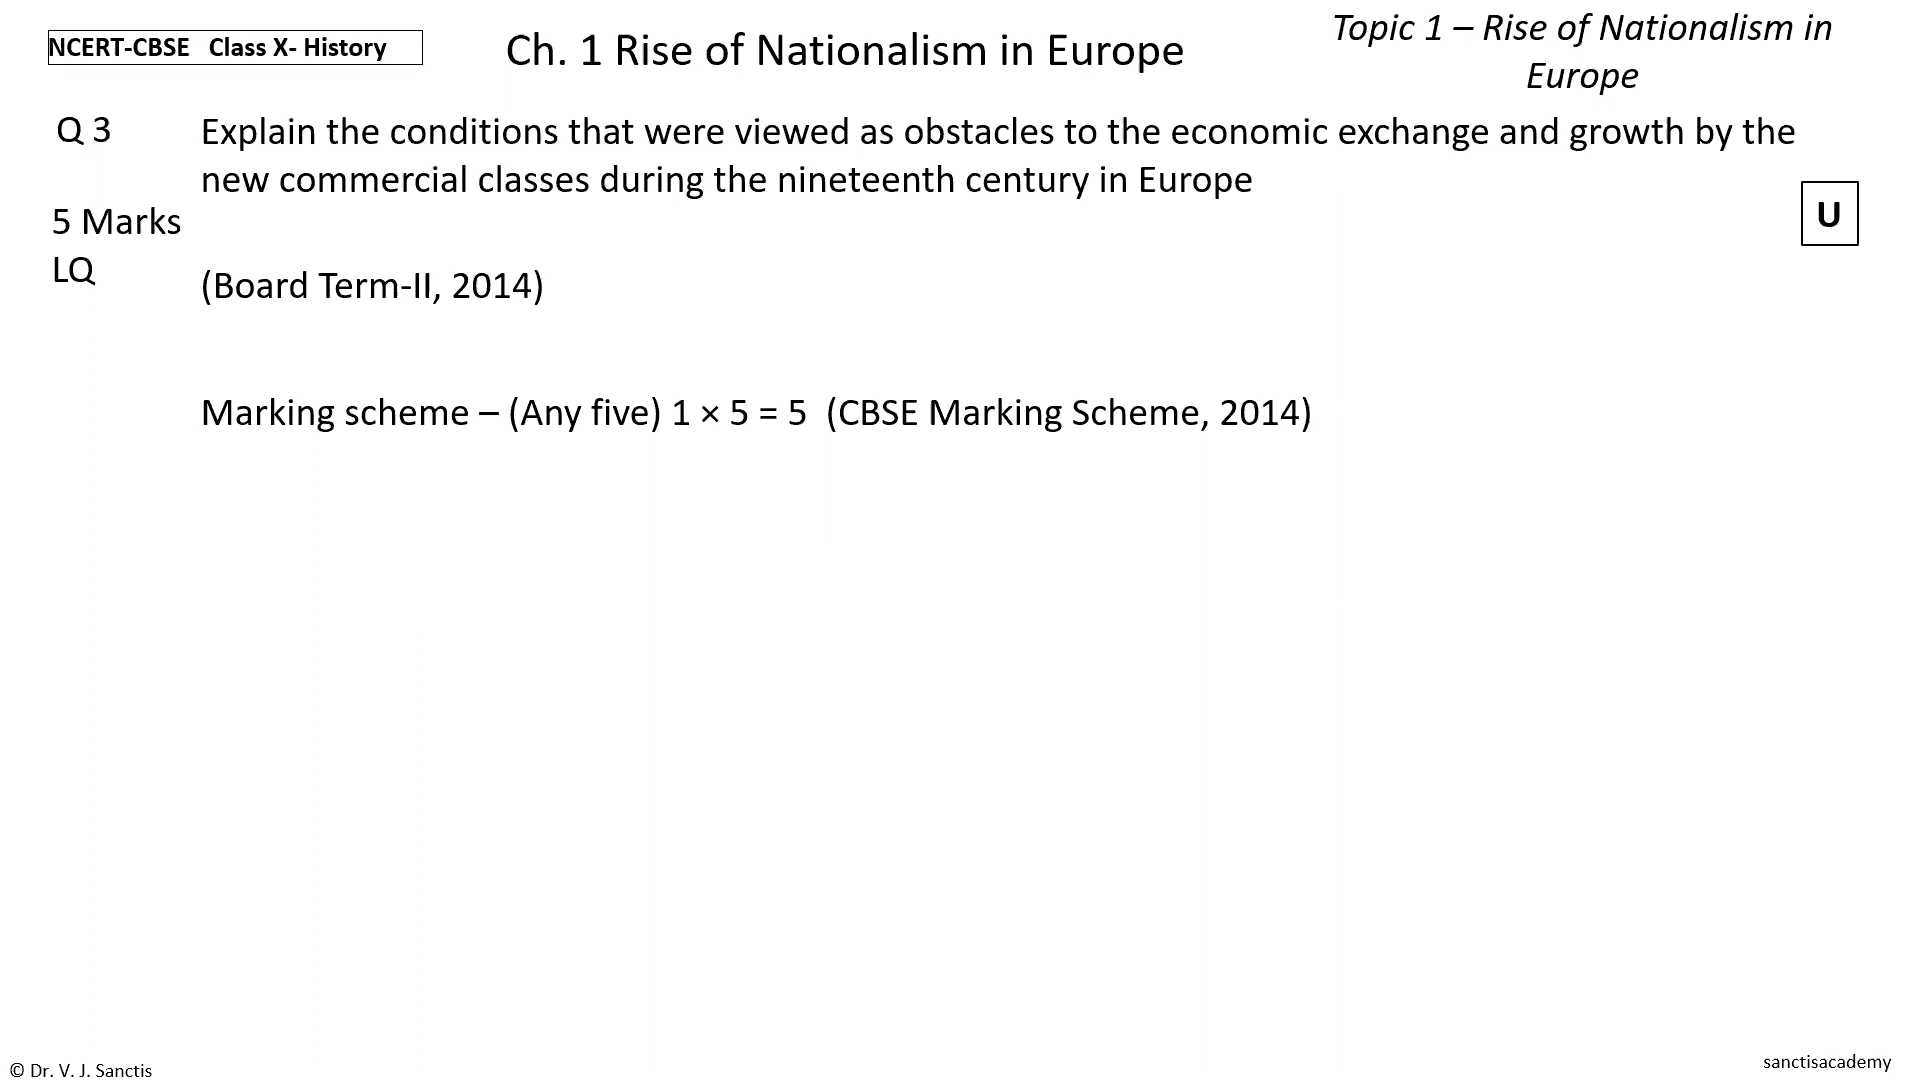 NCERT-CBSE   Class X- History
Ch. 1 Rise of Nationalism in Europe
Topic 1 – Rise of Nationalism in
Europe
Q 3
Explain the conditions that were viewed as obstacles to the economic exchange and growth by the
new commercial classes during the nineteenth century in Europe
U
5 Marks
LQ
(Board Term-II, 2014)
Marking scheme – (Any five) 1 × 5 = 5  (CBSE Marking Scheme, 2014)
© Dr. V. J. Sanctis
sanctisacademy